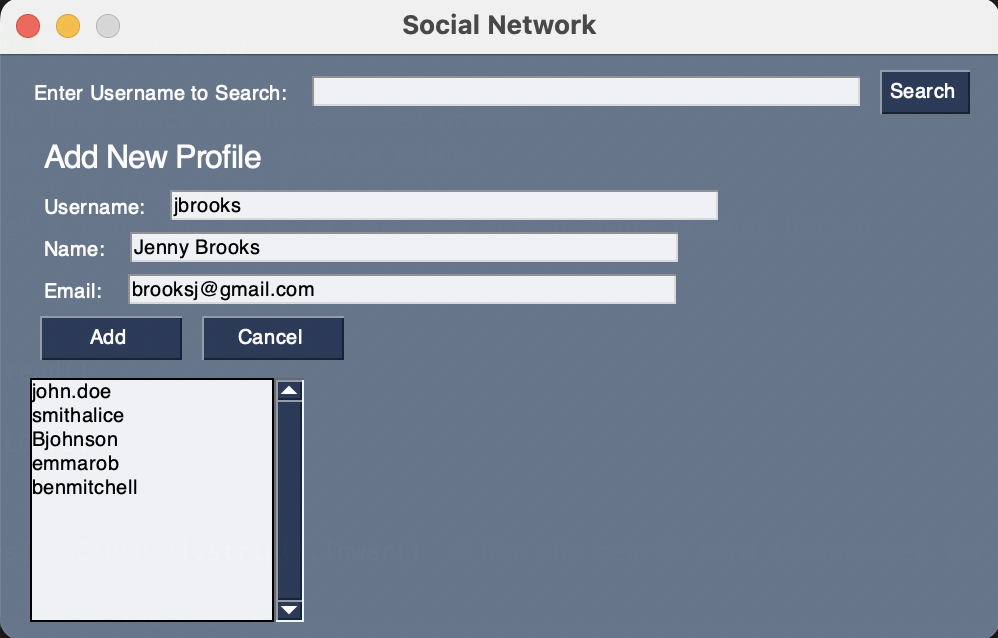 Social Network
Enter Username to Search: Search
Add New Profile
Username: jbrooks
Name: Jenny Brooks
Email: brooksj@gmail.com
Add Cancel
john.doe
smithalice
Bjohnson
emmarob
benmitchell